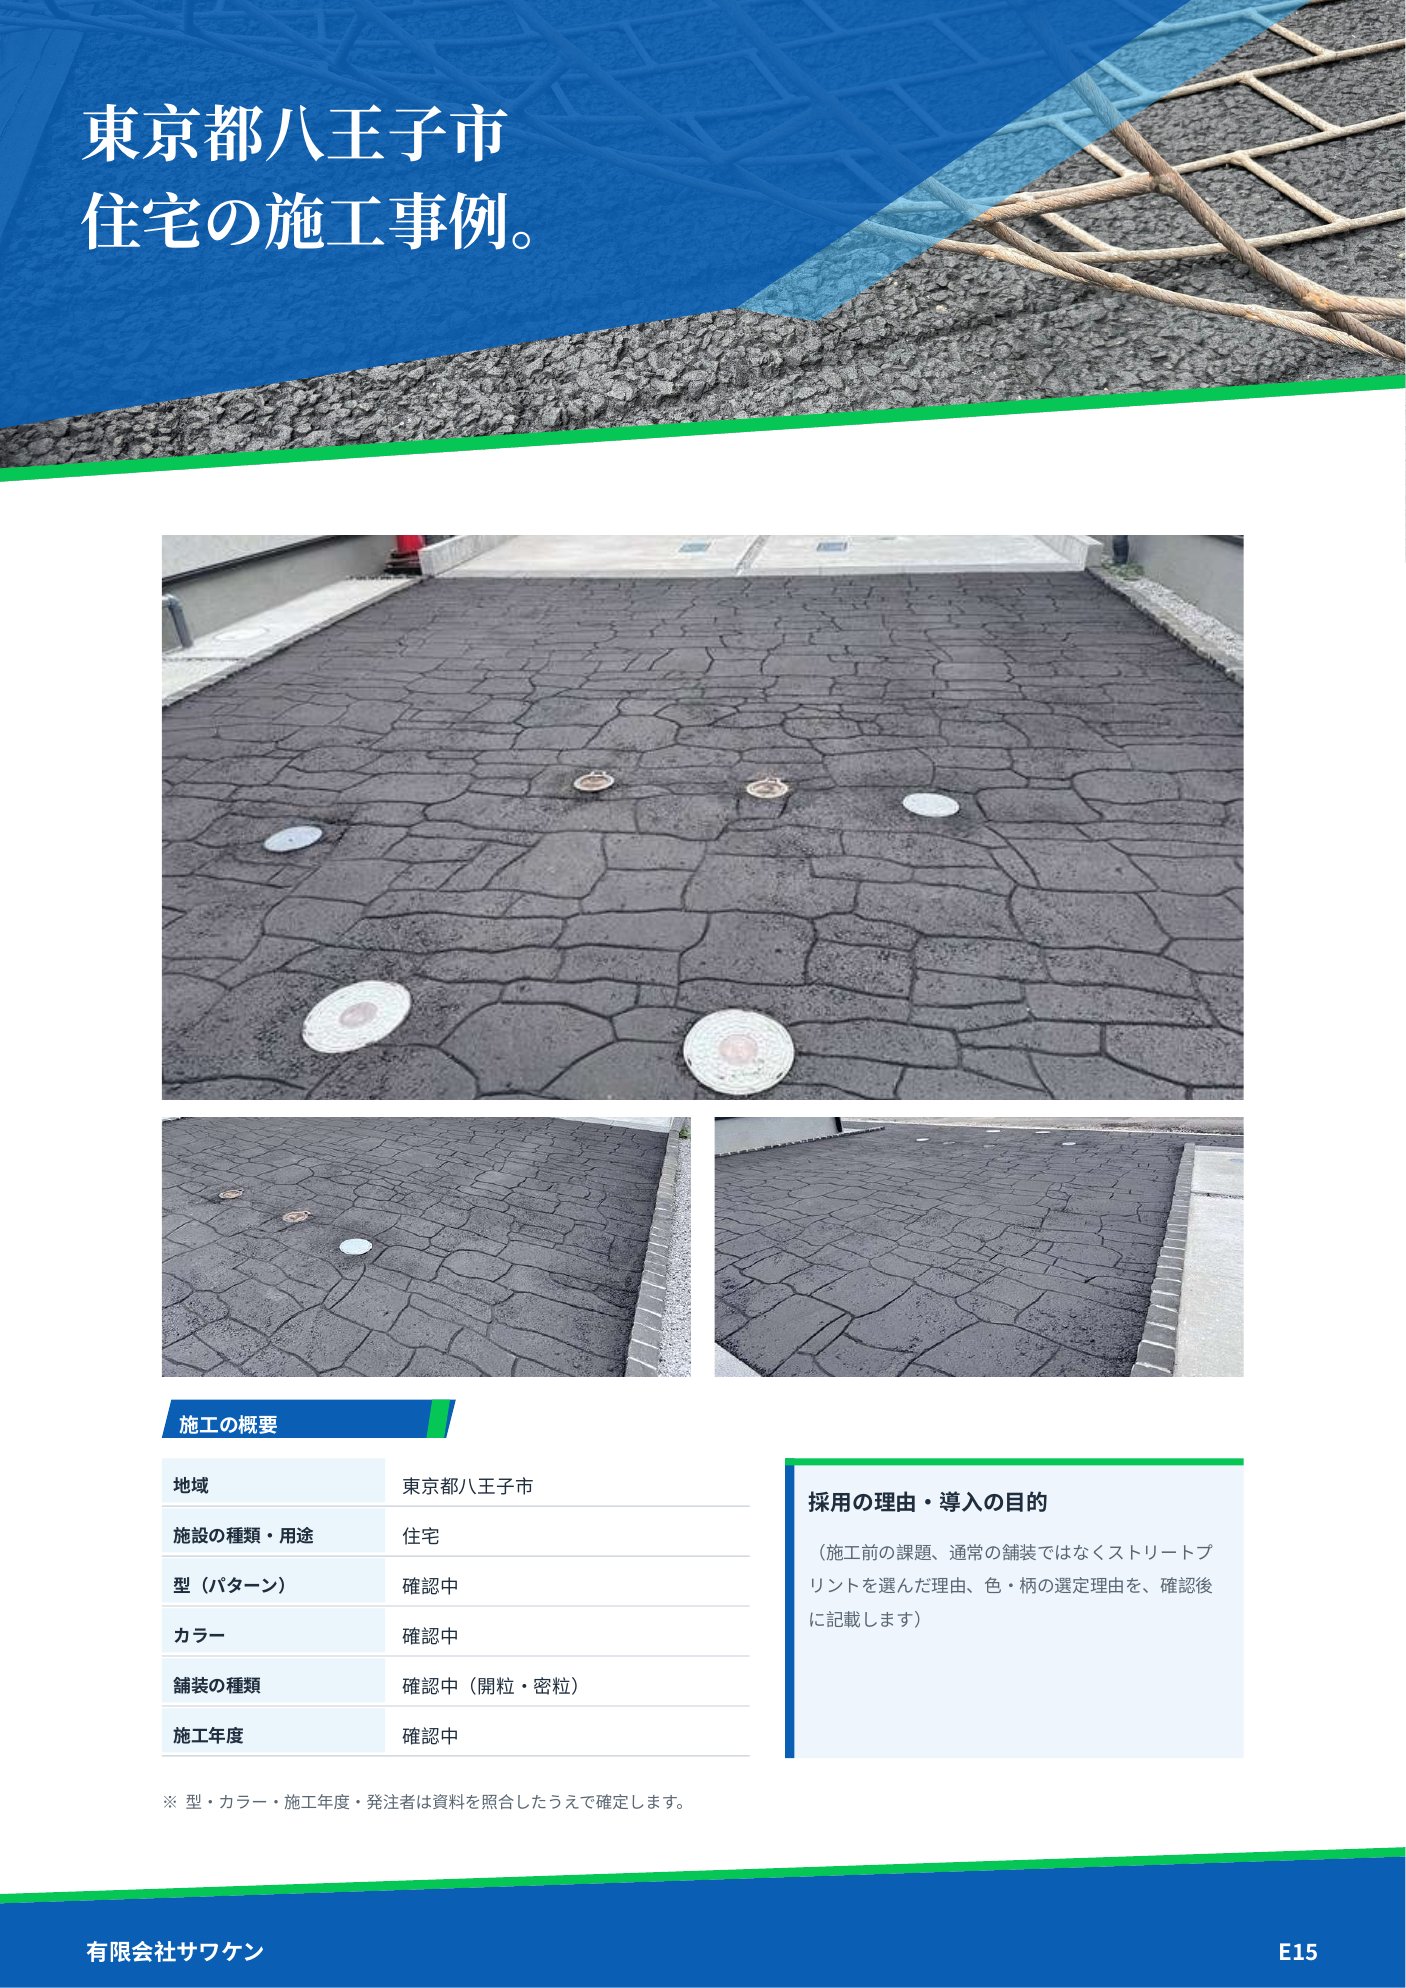 東京都八王子市
住宅の施工事例。
施工の概要
地域 東京都八王子市
施設の種類・用途 住宅
型（パターン） 確認中
カラー 確認中
舗装の種類 確認中（開粒・密粒）
施工年度 確認中
採用の理由・導入の目的
（施工前の課題、通常の舗装ではなくストリートプ
リントを選んだ理由、色・柄の選定理由を、確認後
に記載します）
※ 型・カラー・施工年度・発注者は資料を照合したうえで確定します。
有限会社サワケン
E15